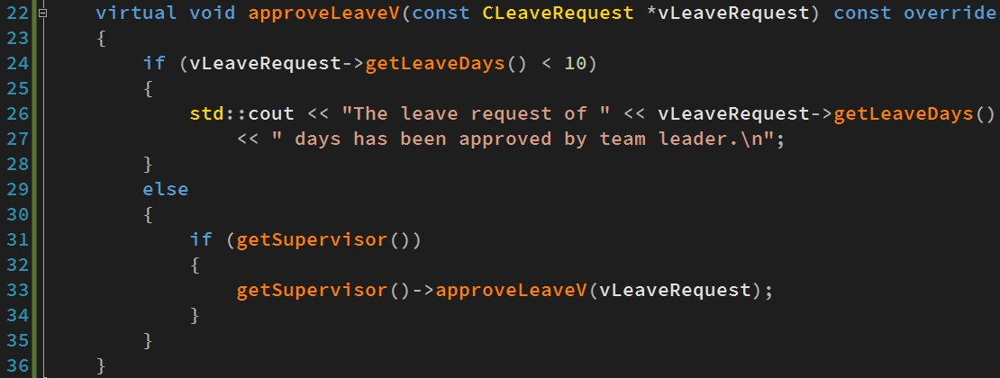 22 virtual void approveLeaveV(const CLeaveRequest *vLeaveRequest) const override
23 {
24 if (vLeaveRequest->getLeaveDays() < 10)
25 {
26 std::cout << "The leave request of " << vLeaveRequest->getLeaveDays()
27 << " days has been approved by team leader.\n";
28 }
29 else
30 {
31 if (getSupervisor())
32 {
33 getSupervisor()->approveLeaveV(vLeaveRequest);
34 }
35 }
36 }